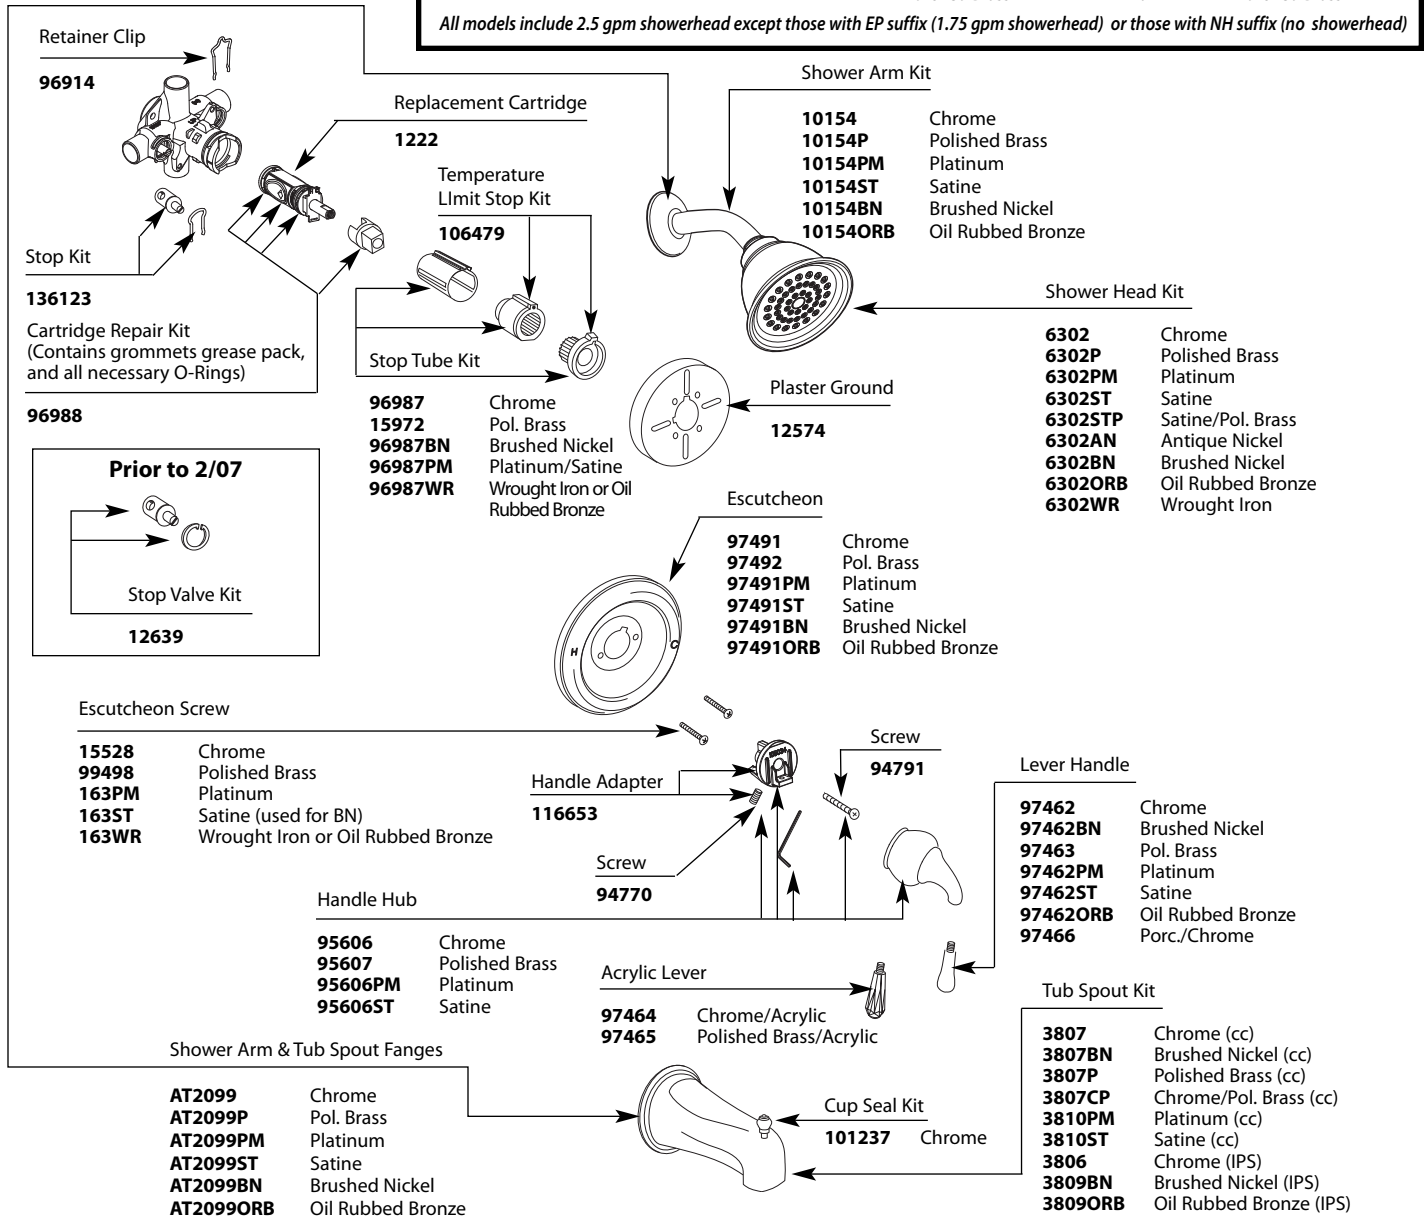 All models include 2.5 gpm showerhead except those with EP suffix (1.75 gpm showerhead) or those with NH suffix (no showerhead)
Retainer Clip
96914
Replacement Cartridge
1222
Temperature
LImit Stop Kit
106479
Stop Kit
136123
Cartridge Repair Kit
(Contains grommets grease pack,
and all necessary O-Rings)
96988
Stop Tube Kit
96987 Chrome
15972 Pol. Brass
96987BN Brushed Nickel
96987PM Platinum/Satine
96987WR Wrought Iron or Oil
Rubbed Bronze
Shower Arm Kit
10154 Chrome
10154P Polished Brass
10154PM Platinum
10154ST Satine
10154BN Brushed Nickel
10154ORB Oil Rubbed Bronze
Shower Head Kit
6302 Chrome
6302P Polished Brass
6302PM Platinum
6302ST Satine
6302STP Satine/Pol. Brass
6302AN Antique Nickel
6302BN Brushed Nickel
6302ORB Oil Rubbed Bronze
6302WR Wrought Iron
Plaster Ground
12574
Prior to 2/07
Stop Valve Kit
12639
Escutcheon
97491 Chrome
97492 Pol. Brass
97491PM Platinum
97491ST Satine
97491BN Brushed Nickel
97491ORB Oil Rubbed Bronze
H
C
Escutcheon Screw
15528 Chrome
99498 Polished Brass
163PM Platinum
163ST Satine (used for BN)
163WR Wrought Iron or Oil Rubbed Bronze
Handle Adapter
116653
Screw
94791
Screw
94770
Lever Handle
97462 Chrome
97462BN Brushed Nickel
97463 Pol. Brass
97462PM Platinum
97462ST Satine
97462ORB Oil Rubbed Bronze
97466 Porc./Chrome
Handle Hub
95606 Chrome
95607 Polished Brass
95606PM Platinum
95606ST Satine
Acrylic Lever
97464 Chrome/Acrylic
97465 Polished Brass/Acrylic
Tub Spout Kit
3807 Chrome (cc)
3807BN Brushed Nickel (cc)
3807P Polished Brass (cc)
3807CP Chrome/Pol. Brass (cc)
3810PM Platinum (cc)
3810ST Satine (cc)
3806 Chrome (IPS)
3809BN Brushed Nickel (IPS)
3809ORB Oil Rubbed Bronze (IPS)
Shower Arm & Tub Spout Fanges
AT2099 Chrome
AT2099P Pol. Brass
AT2099PM Platinum
AT2099ST Satine
AT2099BN Brushed Nickel
AT2099ORB Oil Rubbed Bronze
Cup Seal Kit
101237 Chrome